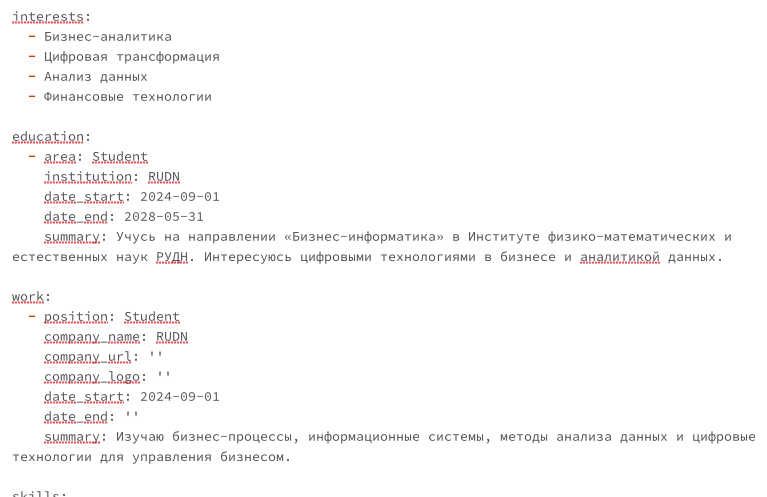 interests:
- Бизнес-аналитика
- Цифровая трансформация
- Анализ данных
- Финансовые технологии
education:
- area: Student
institution: RUDN
date_start: 2024-09-01
date_end: 2028-05-31
summary: Учусь на направлении «Бизнес-информатика» в Институте физико-математических и
естественных наук РУДН. Интересуюсь цифровыми технологиями в бизнесе и аналитикой данных.
work:
- position: Student
company_name: RUDN
company_url: ''
company_logo: ''
date_start: 2024-09-01
date_end: ''
summary: Изучаю бизнес-процессы, информационные системы, методы анализа данных и цифровые
технологии для управления бизнесом.
skills: